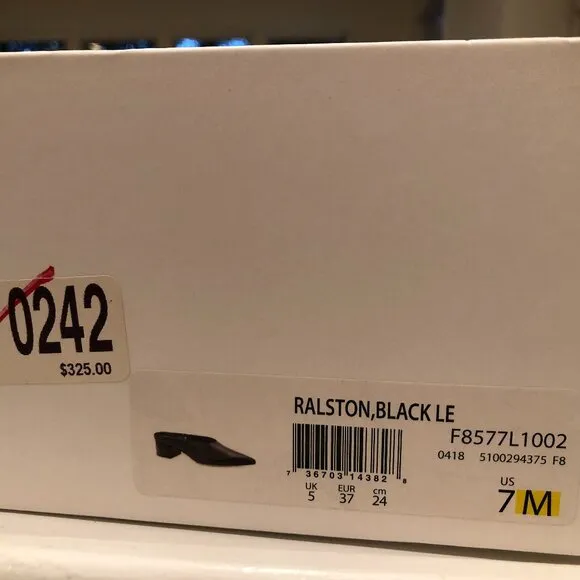 0242
$325.00
RALSTON,BLACK LE
F8577L1002
0418 5100294375 F8
7 36703 14382 8
UK EUR cm
5 37 24
US
7 M